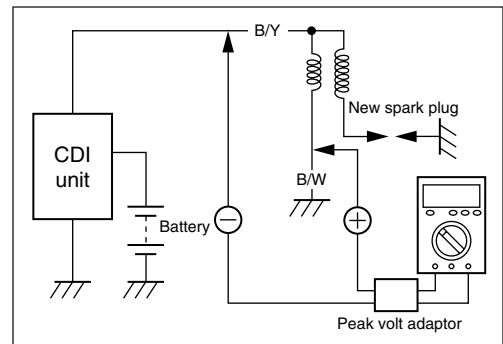 B/Y
New spark plug
CDI
unit
B/W
Battery
−
+
Peak volt adaptor